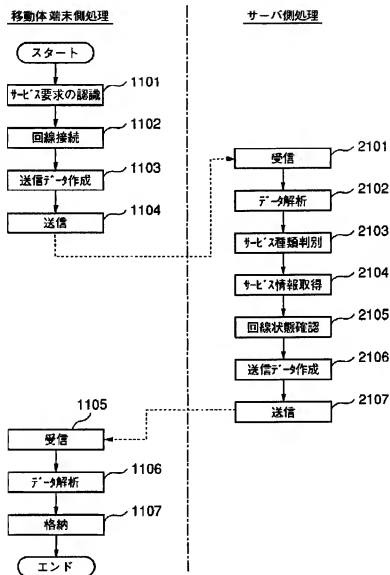 移動体端末側処理
スタート
1101
サービス要求の認識
1102
回線接続
1103
送信データ作成
1104
送信
1105
受信
1106
データ解析
1107
格納
エンド
サーバ側処理
2101
受信
2102
データ解析
2103
サービス種類判別
2104
サービス情報取得
2105
回線状態確認
2106
送信データ作成
2107
送信